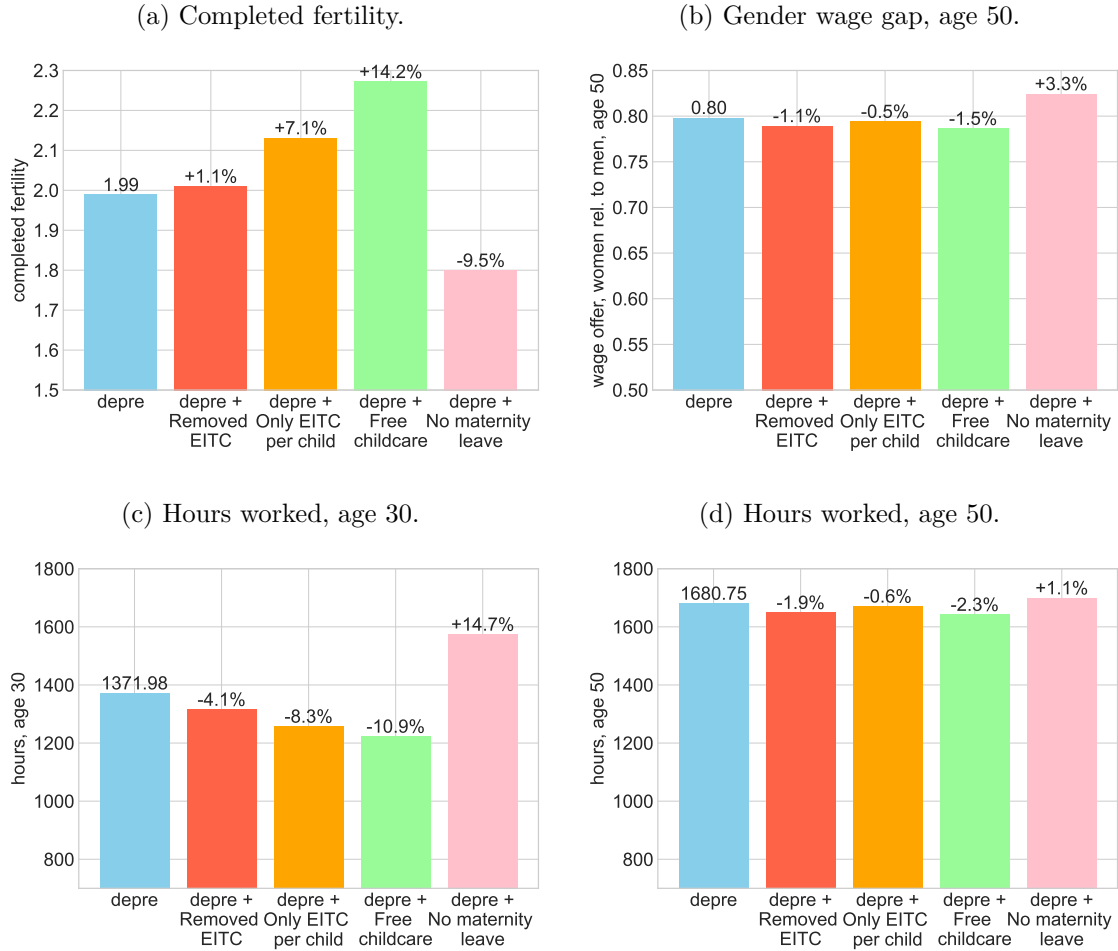 (a) Completed fertility.
completed fertility
2.3
2.2
2.1
2.0
1.9
1.8
1.7
1.6
1.5
1.99
+1.1%
+7.1%
+14.2%
-9.5%
depre
depre +
Removed
EITC
depre +
Only EITC
per child
depre +
Free
childcare
depre +
No maternity
leave
(b) Gender wage gap, age 50.
wage offer, women rel. to men, age 50
0.85
0.80
0.75
0.70
0.65
0.60
0.55
0.50
0.80
-1.1%
-0.5%
-1.5%
+3.3%
depre
depre +
Removed
EITC
depre +
Only EITC
per child
depre +
Free
childcare
depre +
No maternity
leave
(c) Hours worked, age 30.
hours, age 30
1800
1600
1400
1200
1000
800
1371.98
-4.1%
-8.3%
-10.9%
+14.7%
depre
depre +
Removed
EITC
depre +
Only EITC
per child
depre +
Free
childcare
depre +
No maternity
leave
(d) Hours worked, age 50.
hours, age 50
1800
1600
1400
1200
1000
800
1680.75
-1.9%
-0.6%
-2.3%
+1.1%
depre
depre +
Removed
EITC
depre +
Only EITC
per child
depre +
Free
childcare
depre +
No maternity
leave